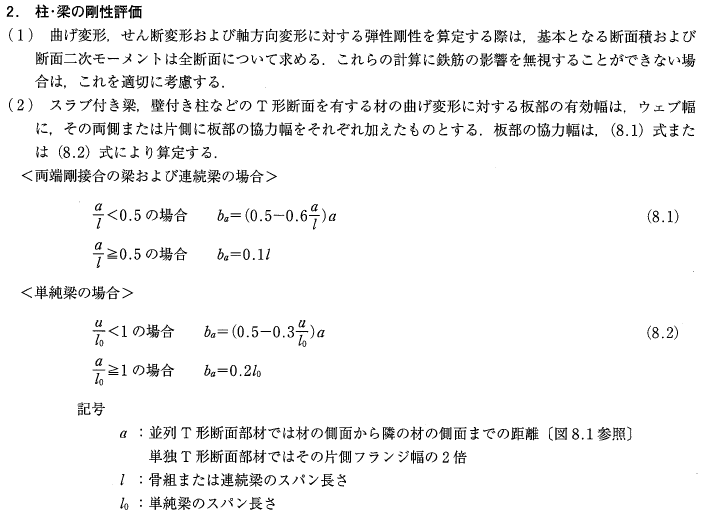 2. 柱・梁の剛性評価
(1) 曲げ変形,せん断変形および軸方向変形に対する弾性剛性を算定する際は,基本となる断面積および
断面二次モーメントは全断面について求める.これらの計算に鉄筋の影響を無視することができない場
合は,これを適切に考慮する.
(2) スラブ付き梁,壁付き柱などのT形断面を有する材の曲げ変形に対する板部の有効幅は,ウェブ幅
に,その両側または片側に板部の協力幅をそれぞれ加えたものとする.板部の協力幅は,(8.1)式また
は(8.2)式により算定する.
<両端剛接合の梁および連続梁の場合>
a/l<0.5の場合 bₐ=(0.5−0.6a/l)a (8.1)
a/l≧0.5の場合 bₐ=0.1l
<単純梁の場合>
a/l₀<1の場合 bₐ=(0.5−0.3a/l₀)a (8.2)
a/l₀≧1の場合 bₐ=0.2l₀
記号
a:並列T形断面部材では材の側面から隣の材の側面までの距離〔図8.1参照〕
単独T形断面部材ではその片側フランジ幅の2倍
l:骨組または連続梁のスパン長さ
l₀:単純梁のスパン長さ